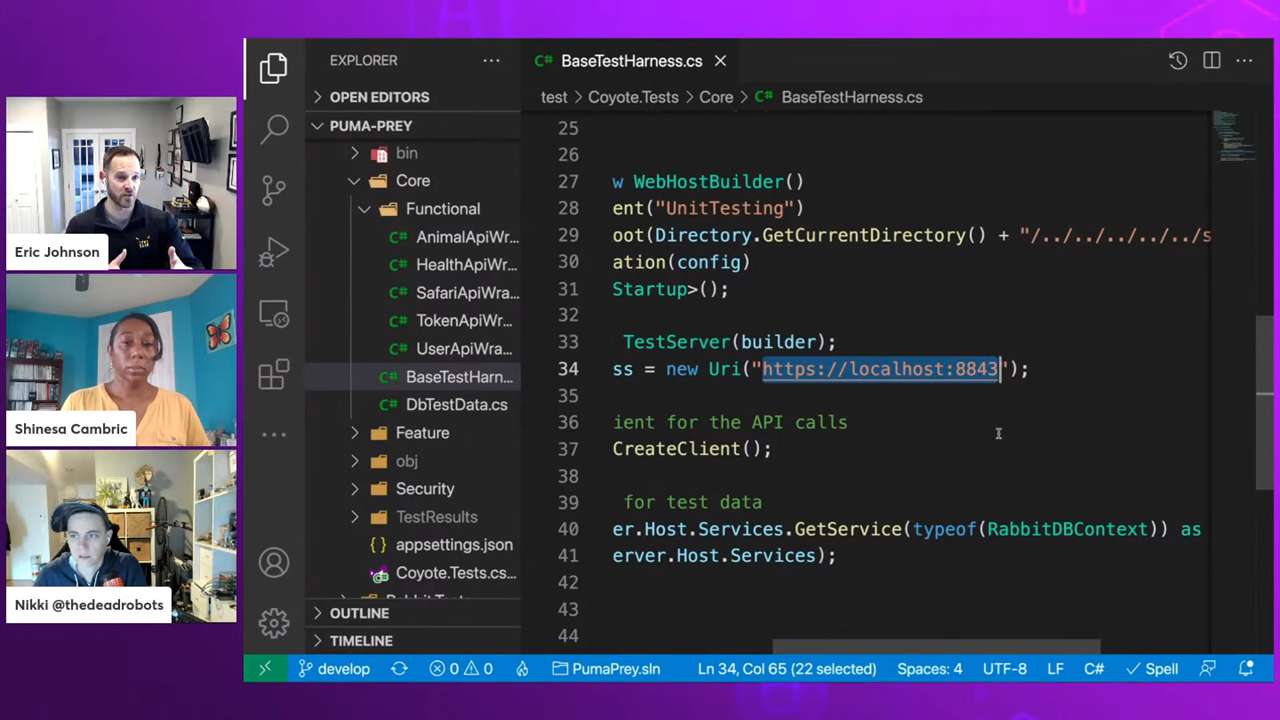 Eric Johnson
Shinesa Cambric
Nikki @thedeadrobots
EXPLORER
OPEN EDITORS
PUMA-PREY
bin
Core
Functional
AnimalApiWr...
HealthApiWr...
SafariApiWra...
TokenApiWr...
UserApiWra...
BaseTestHarn...
DbTestData.cs
Feature
obj
Security
TestResults
{} appsettings.json
Coyote.Tests.cs...
OUTLINE
TIMELINE
C# BaseTestHarness.cs
test > Coyote.Tests > Core > C# BaseTestHarness.cs
25
26
27 w WebHostBuilder()
28 ent("UnitTesting")
29 oot(Directory.GetCurrentDirectory() + "/../../../../../s
30 ation(config)
31 Startup>();
32
33 TestServer(builder);
34 ss = new Uri("https://localhost:8843");
35
36 ient for the API calls
37 CreateClient();
38
39 for test data
40 er.Host.Services.GetService(typeof(RabbitDBContext)) as
41 erver.Host.Services);
42
43
44
develop 0 0 PumaPrey.sln Ln 34, Col 65 (22 selected) Spaces: 4 UTF-8 LF C# Spell